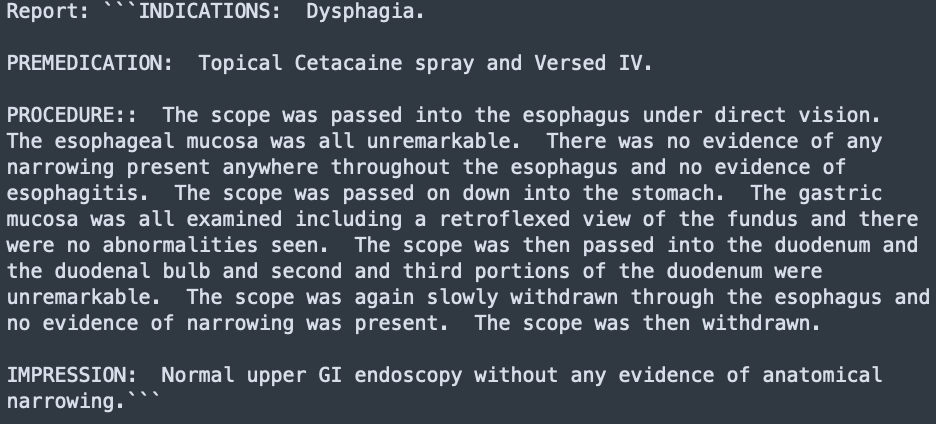 Report: ```INDICATIONS:  Dysphagia.
PREMEDICATION:  Topical Cetacaine spray and Versed IV.
PROCEDURE::  The scope was passed into the esophagus under direct vision.
The esophageal mucosa was all unremarkable.  There was no evidence of any
narrowing present anywhere throughout the esophagus and no evidence of
esophagitis.  The scope was passed on down into the stomach.  The gastric
mucosa was all examined including a retroflexed view of the fundus and there
were no abnormalities seen.  The scope was then passed into the duodenum and
the duodenal bulb and second and third portions of the duodenum were
unremarkable.  The scope was again slowly withdrawn through the esophagus and
no evidence of narrowing was present.  The scope was then withdrawn.
IMPRESSION:  Normal upper GI endoscopy without any evidence of anatomical
narrowing.```